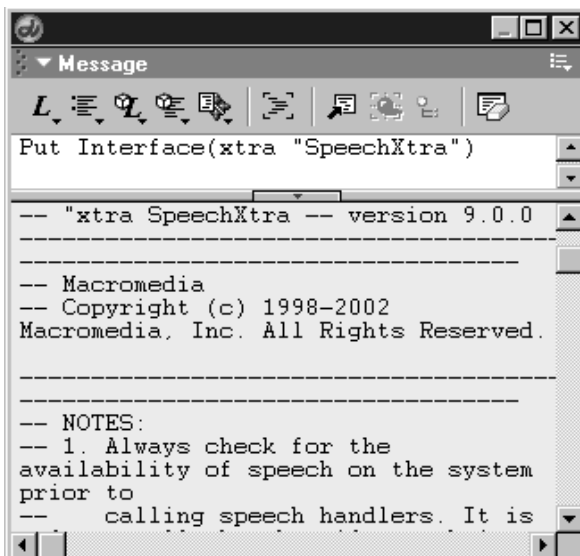 Message
L
Put Interface(xtra "SpeechXtra")
-- "xtra SpeechXtra -- version 9.0.0
----------------------------------------
-------------------------------------
-- Macromedia
-- Copyright (c) 1998-2002
Macromedia, Inc. All Rights Reserved.
----------------------------------------
-------------------------------------
-- NOTES:
-- 1. Always check for the
availability of speech on the system
prior to
--    calling speech handlers. It is